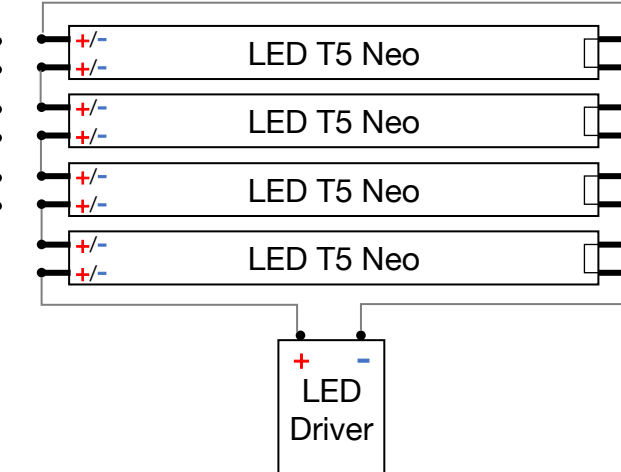 +/-
LED T5 Neo
+/-
+/-
LED T5 Neo
+/-
+/-
LED T5 Neo
+/-
+/-
LED T5 Neo
+/-
+ -
LED
Driver